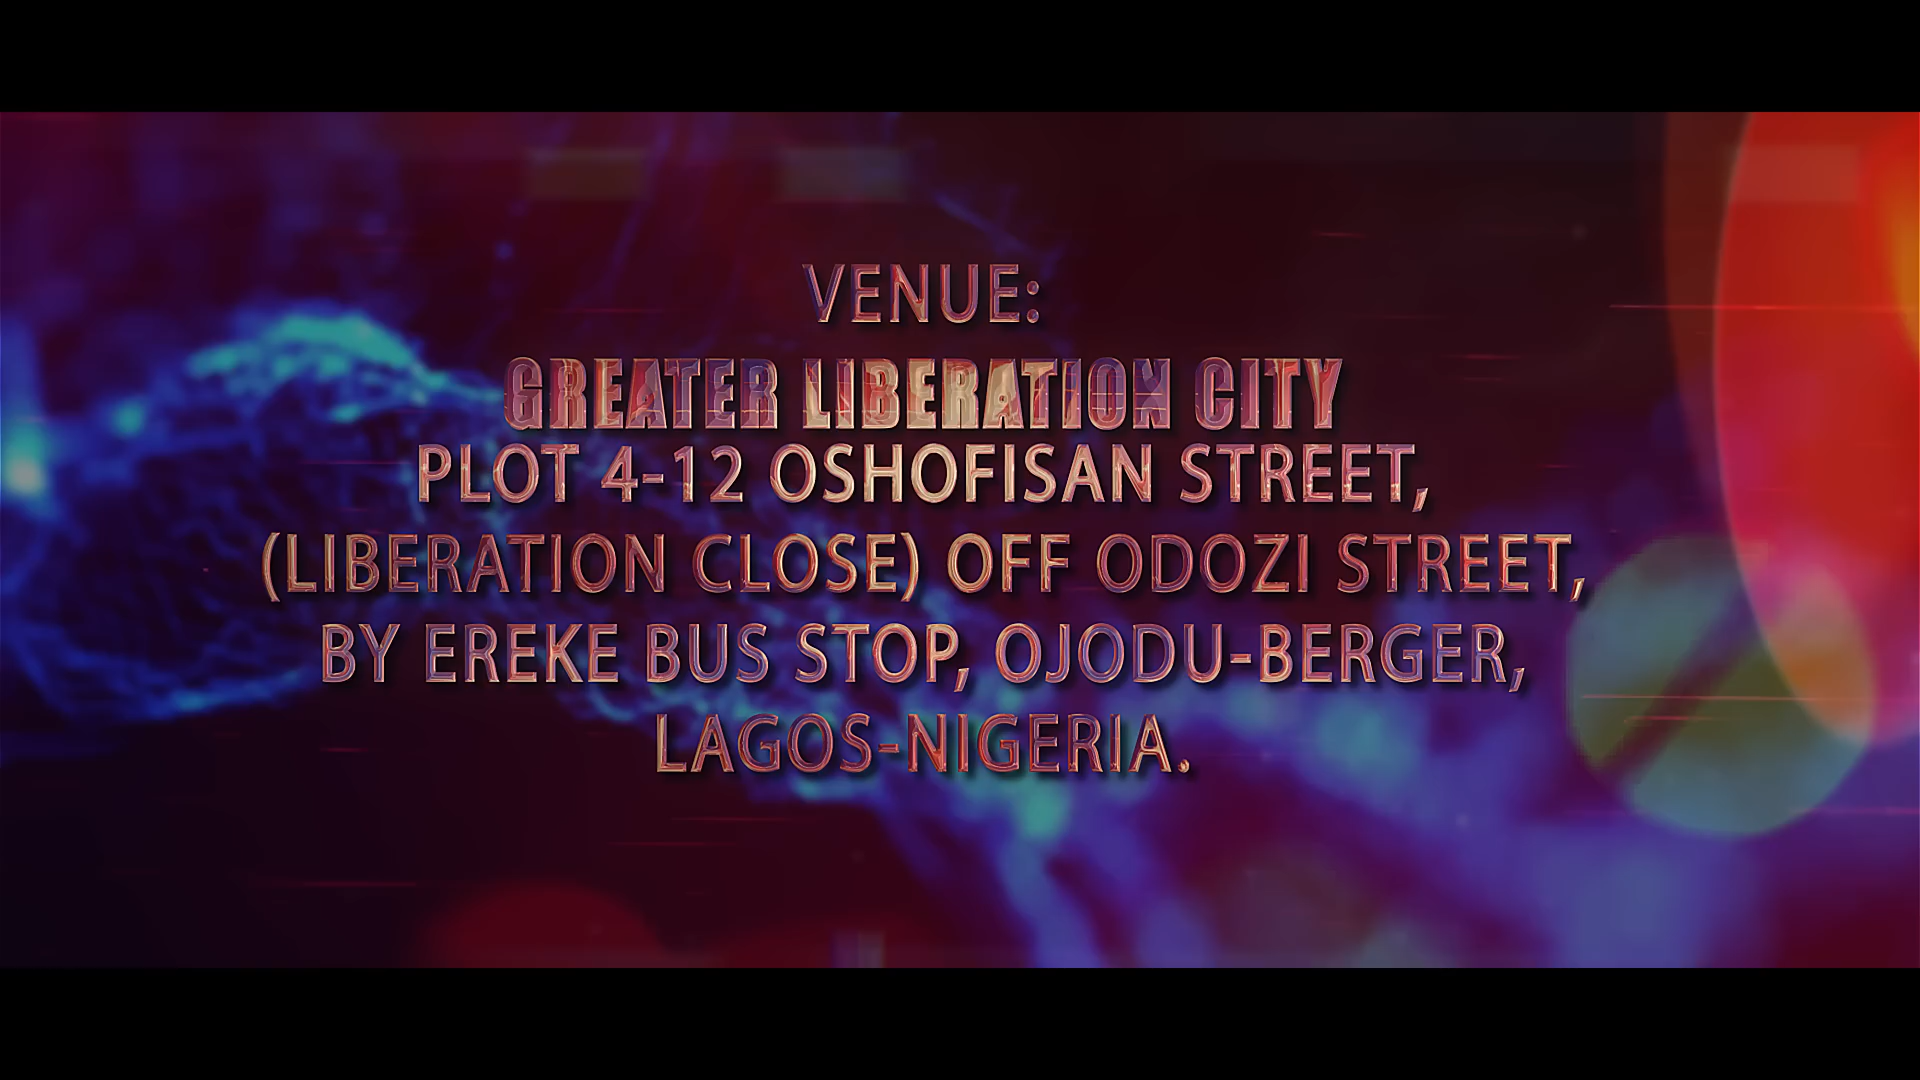 VENUE:
GREATER LIBERATION CITY
PLOT 4-12 OSHOFISAN STREET,
(LIBERATION CLOSE) OFF ODOZI STREET,
BY EREKE BUS STOP, OJODU-BERGER,
LAGOS-NIGERIA.